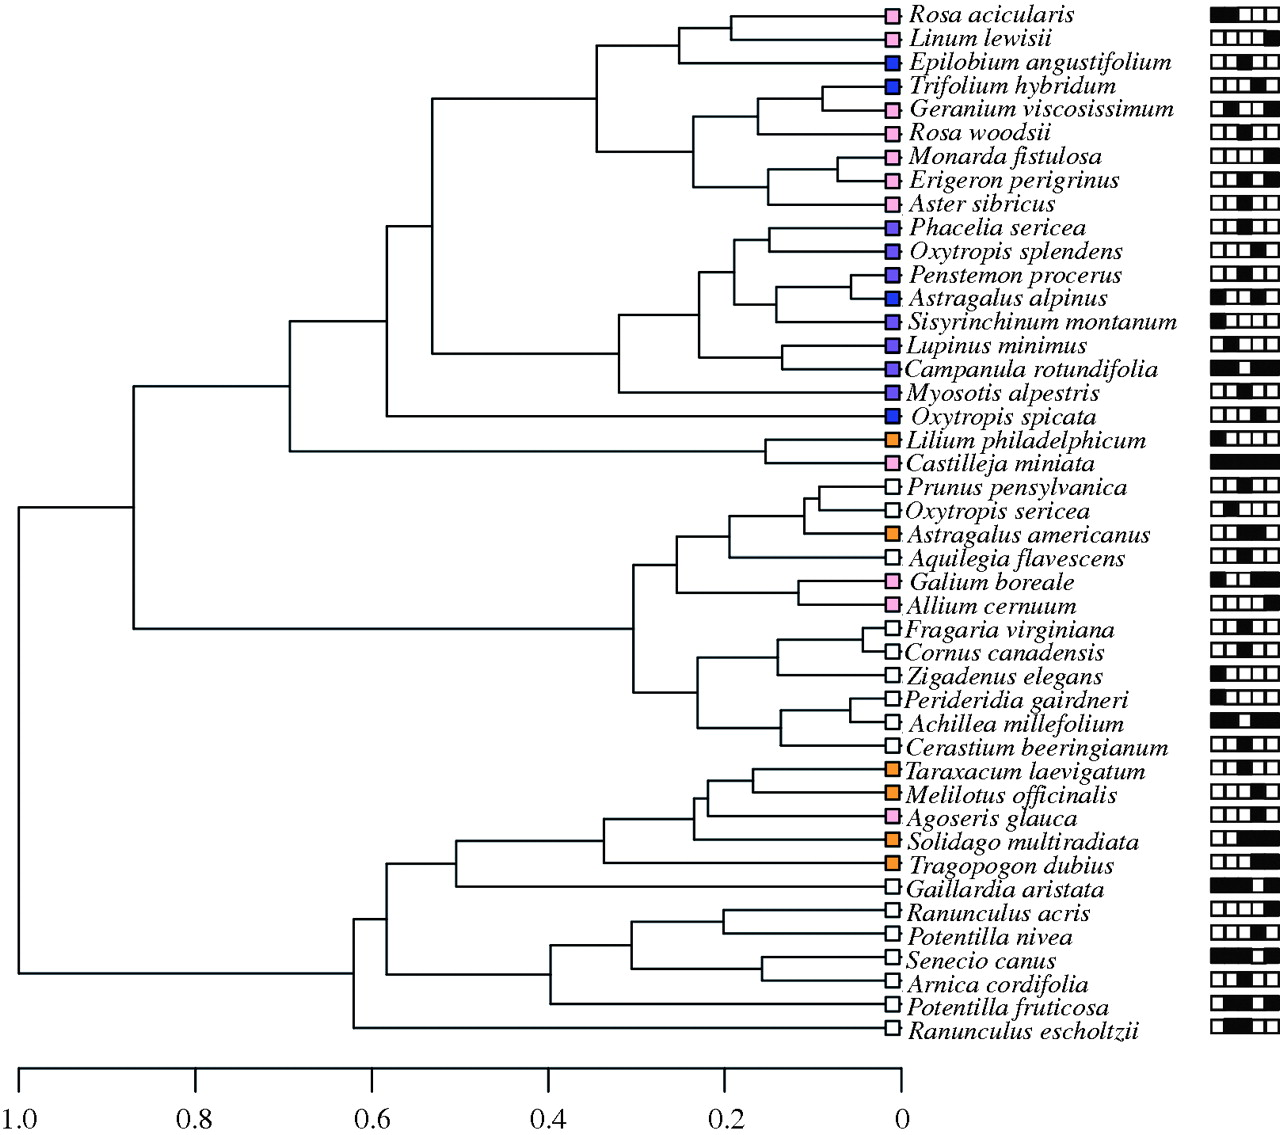 Rosa acicularis
Linum lewisii
Epilobium angustifolium
Trifolium hybridum
Geranium viscosissimum
Rosa woodsii
Monarda fistulosa
Erigeron perigrinus
Aster sibricus
Phacelia sericea
Oxytropis splendens
Penstemon procerus
Astragalus alpinus
Sisyrinchinum montanum
Lupinus minimus
Campanula rotundifolia
Myosotis alpestris
Oxytropis spicata
Lilium philadelphicum
Castilleja miniata
Prunus pensylvanica
Oxytropis sericea
Astragalus americanus
Aquilegia flavescens
Galium boreale
Allium cernuum
Fragaria virginiana
Cornus canadensis
Zigadenus elegans
Perideridia gairdneri
Achillea millefolium
Cerastium beeringianum
Taraxacum laevigatum
Melilotus officinalis
Agoseris glauca
Solidago multiradiata
Tragopogon dubius
Gaillardia aristata
Ranunculus acris
Potentilla nivea
Senecio canus
Arnica cordifolia
Potentilla fruticosa
Ranunculus escholtzii
1.0 0.8 0.6 0.4 0.2 0